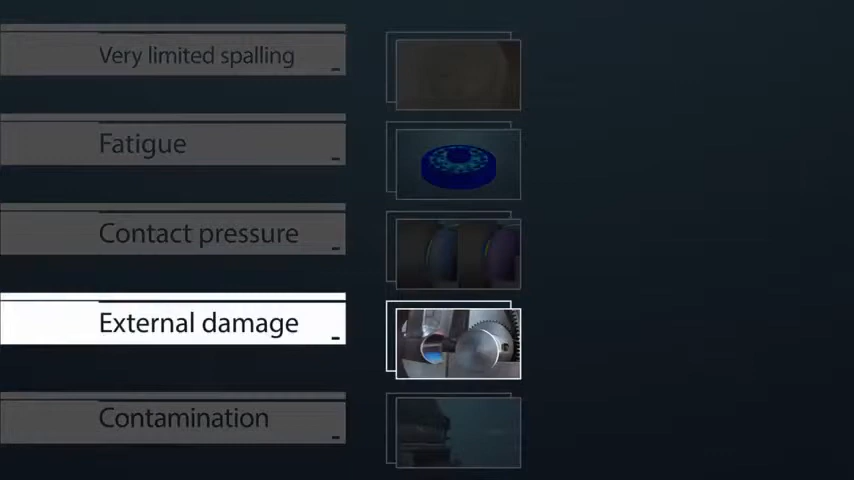 Very limited spalling
Fatigue
Contact pressure
External damage
Contamination